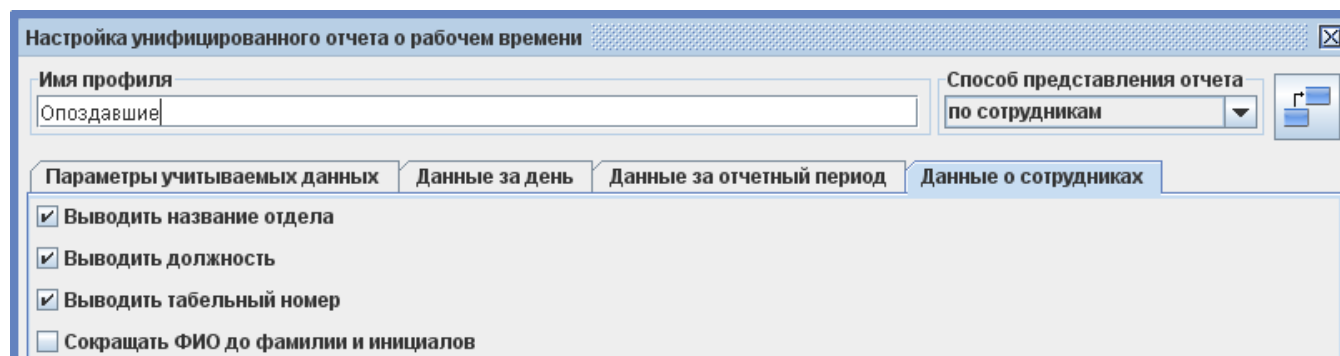 Настройка унифицированного отчета о рабочем времени
Имя профиля
Способ представления отчета
Опоздавшие
по сотрудникам
Параметры учитываемых данных
Данные за день
Данные за отчетный период
Данные о сотрудниках
Выводить название отдела
Выводить должность
Выводить табельный номер
Сокращать ФИО до фамилии и инициалов